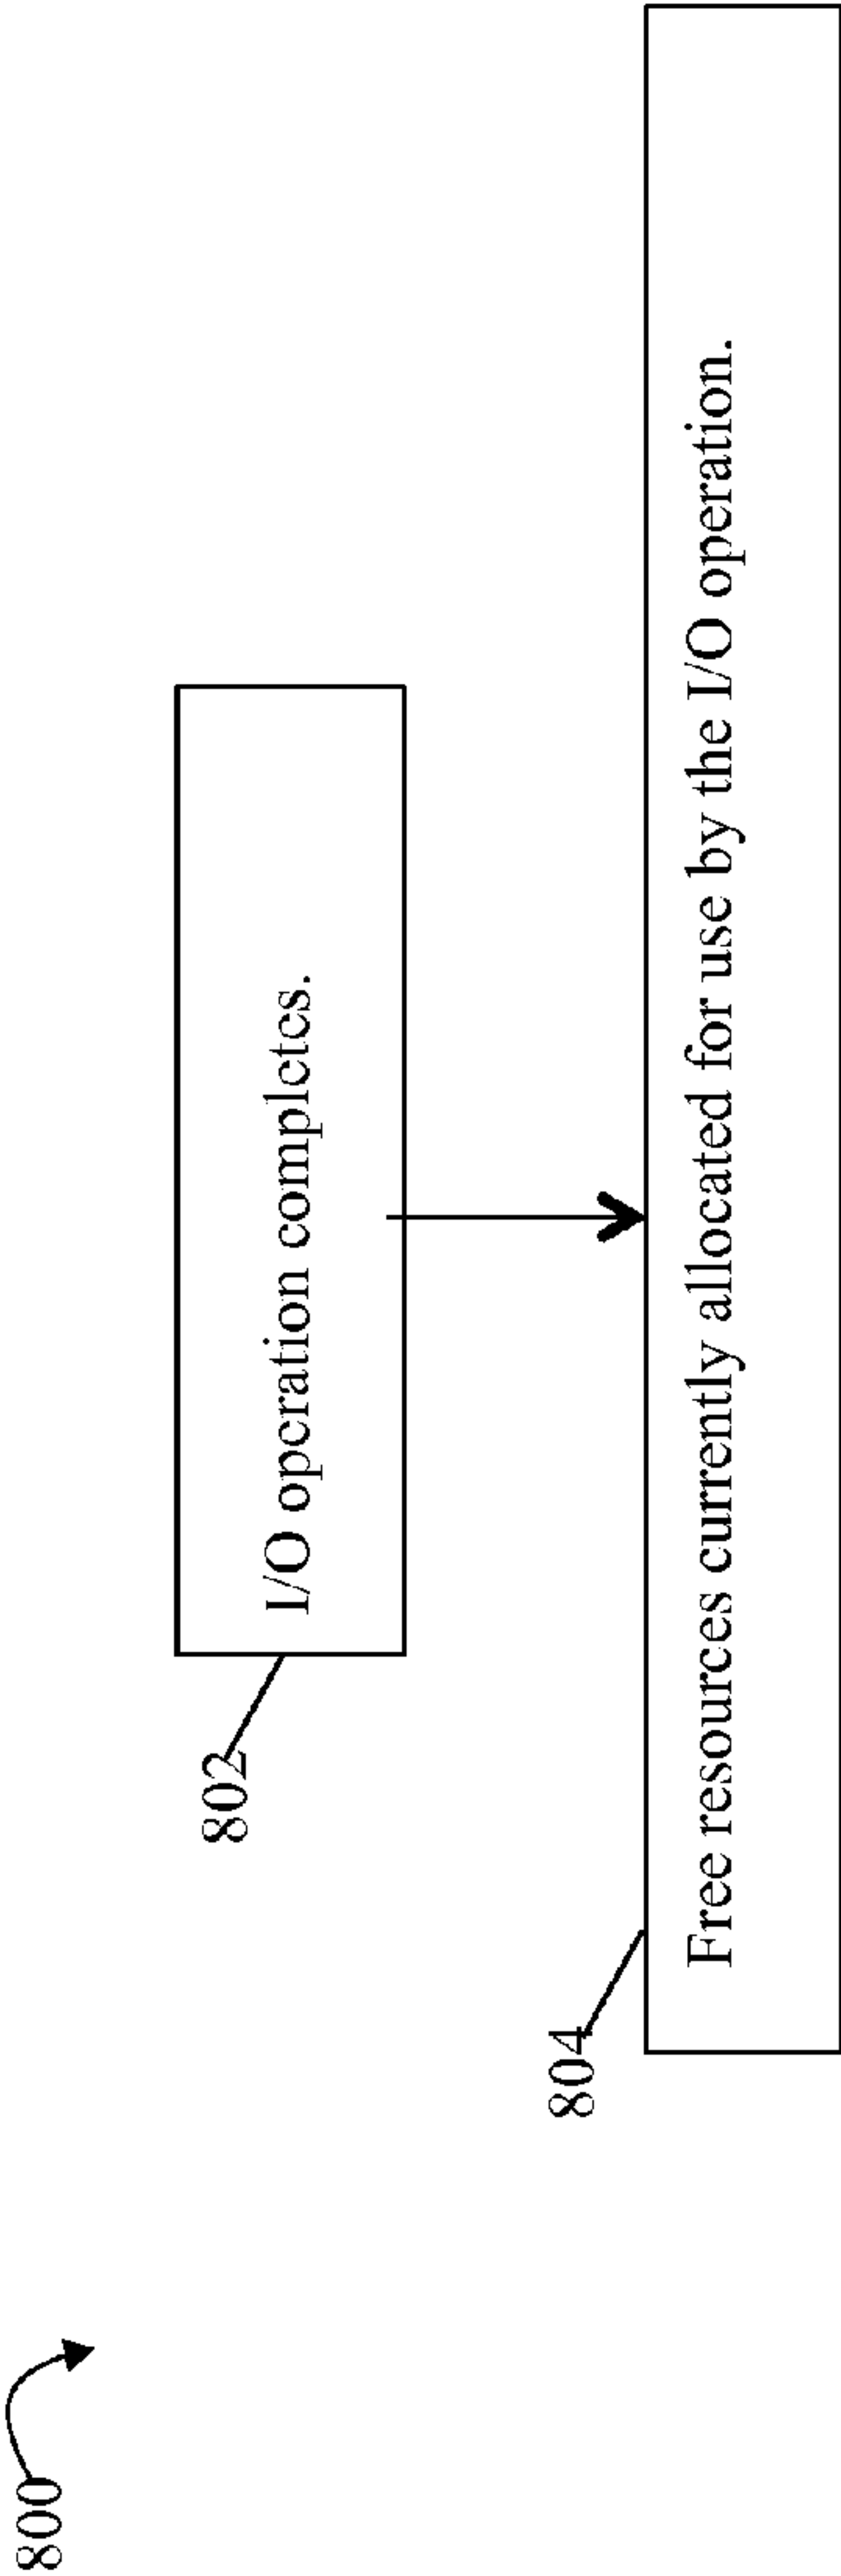 800
802
I/O operation completes.
804
Free resources currently allocated for use by the I/O operation.